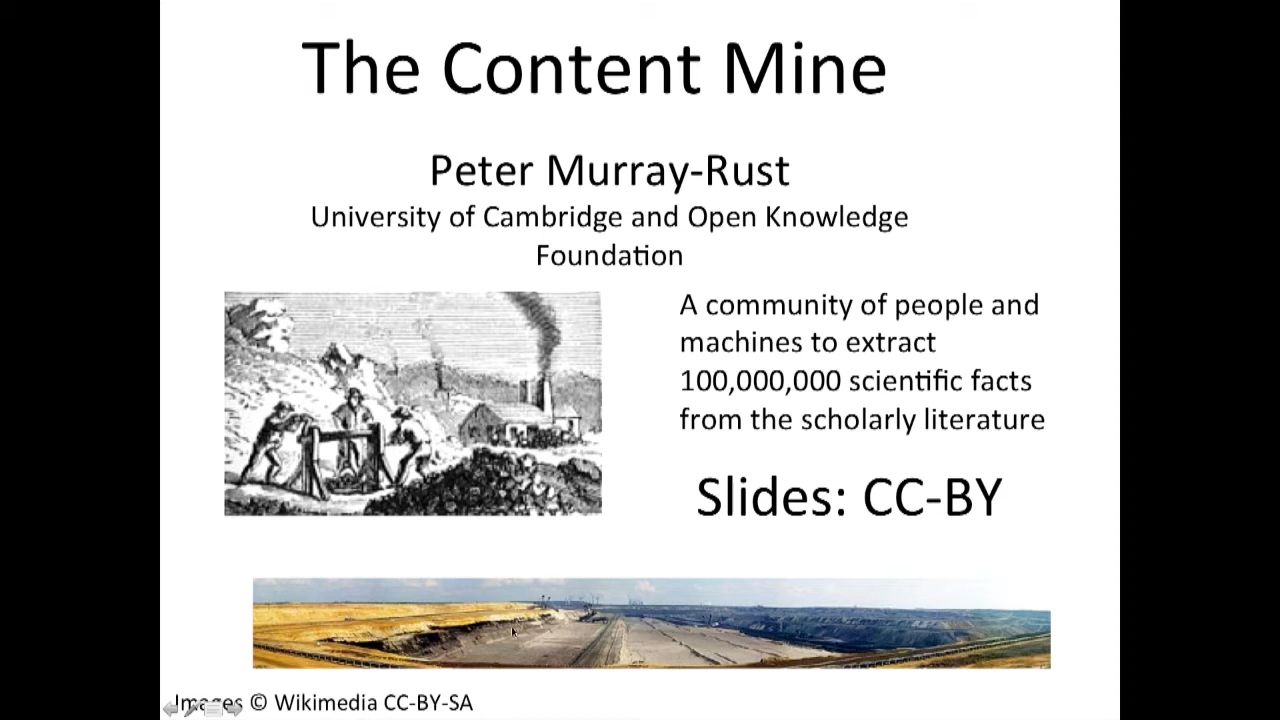 The Content Mine
Peter Murray-Rust
University of Cambridge and Open Knowledge
Foundation
A community of people and
machines to extract
100,000,000 scientific facts
from the scholarly literature
Slides: CC-BY
Images © Wikimedia CC-BY-SA